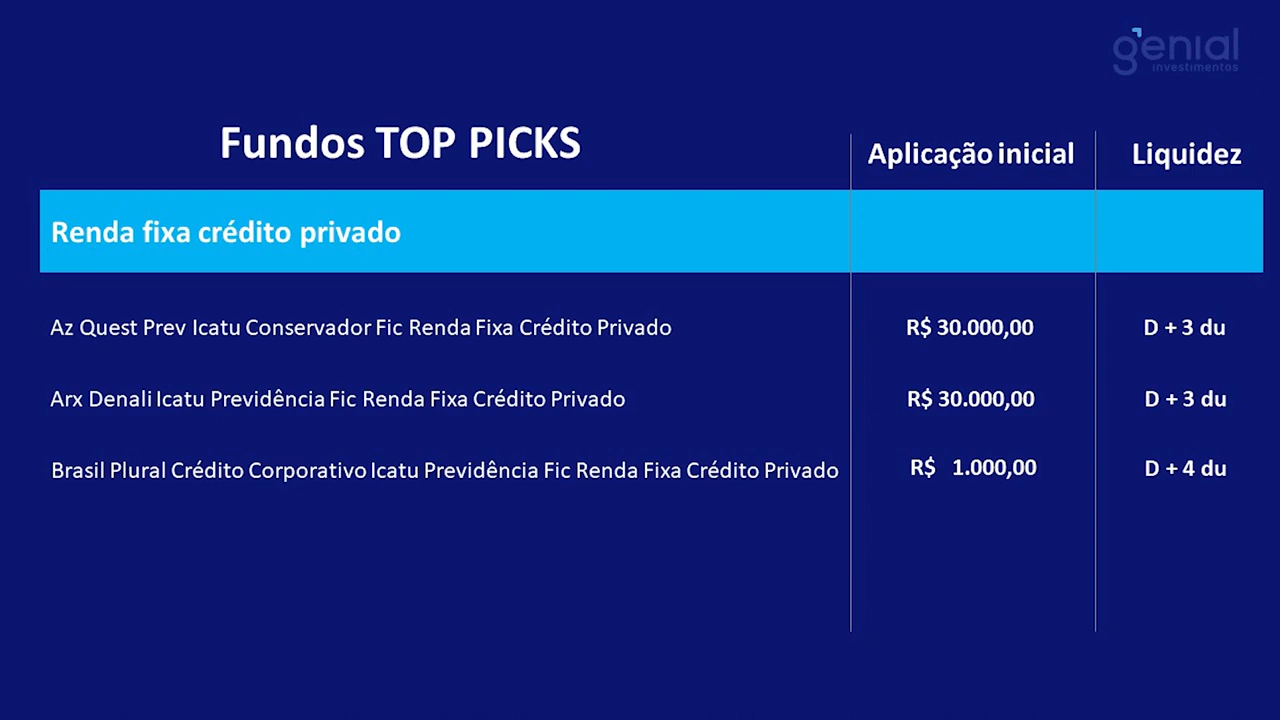 genial
investimentos
Fundos TOP PICKS
Aplicação inicial
Liquidez
Renda fixa crédito privado
Az Quest Prev Icatu Conservador Fic Renda Fixa Crédito Privado R$ 30.000,00 D + 3 du
Arx Denali Icatu Previdência Fic Renda Fixa Crédito Privado R$ 30.000,00 D + 3 du
Brasil Plural Crédito Corporativo Icatu Previdência Fic Renda Fixa Crédito Privado R$ 1.000,00 D + 4 du